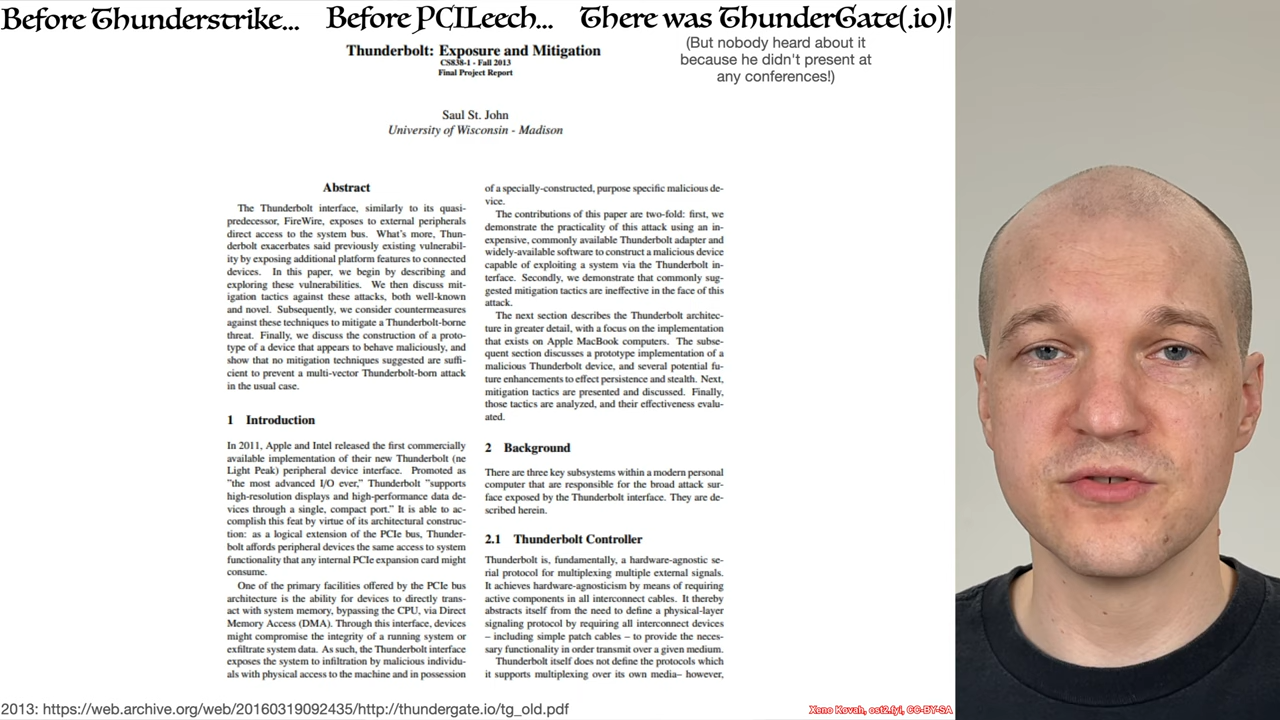 Before Thunderstrike... Before PCILeech... There was ThunderGate(.io)!
(But nobody heard about it
because he didn't present at
any conferences!)
Thunderbolt: Exposure and Mitigation
CS838-1 - Fall 2013
Final Project Report
Saul St. John
University of Wisconsin - Madison
Abstract
The Thunderbolt interface, similarly to its quasi-
predecessor, FireWire, exposes to external peripherals
direct access to the system bus. What's more, Thun-
derbolt exacerbates said previously existing vulnerabil-
ity by exposing additional platform features to connected
devices. In this paper, we begin by describing and
exploring these vulnerabilities. We then discuss mit-
igation tactics against these attacks, both well-known
and novel. Subsequently, we consider countermeasures
against these techniques to mitigate a Thunderbolt-borne
threat. Finally, we discuss the construction of a proto-
type of a device that appears to behave maliciously, and
show that no mitigation techniques suggested are suffi-
cient to prevent a multi-vector Thunderbolt-born attack
in the usual case.
1 Introduction
In 2011, Apple and Intel released the first commercially
available implementation of their new Thunderbolt (ne
Light Peak) peripheral device interface. Promoted as
"the most advanced I/O ever," Thunderbolt "supports
high-resolution displays and high-performance data de-
vices through a single, compact port." It is able to ac-
complish this feat by virtue of its architectural construc-
tion: as a logical extension of the PCIe bus, Thunder-
bolt affords peripheral devices the same access to system
functionality that any internal PCIe expansion card might
consume.
One of the primary facilities offered by the PCIe bus
architecture is the ability for devices to directly trans-
act with system memory, bypassing the CPU, via Direct
Memory Access (DMA). Through this interface, devices
might compromise the integrity of a running system or
exfiltrate system data. As such, the Thunderbolt interface
exposes the system to infiltration by malicious individu-
als with physical access to the machine and in possession
of a specially-constructed, purpose specific malicious de-
vice.
The contributions of this paper are two-fold: first, we
demonstrate the practicality of this attack using an in-
expensive, commonly available Thunderbolt adapter and
widely-available software to construct a malicious device
capable of exploiting a system via the Thunderbolt in-
terface. Secondly, we demonstrate that commonly sug-
gested mitigation tactics are ineffective in the face of this
attack.
The next section describes the Thunderbolt architec-
ture in greater detail, with a focus on the implementation
that exists on Apple MacBook computers. The subse-
quent section discusses a prototype implementation of a
malicious Thunderbolt device, and several potential fu-
ture enhancements to effect persistence and stealth. Next,
mitigation tactics are presented and discussed. Finally,
those tactics are analyzed, and their effectiveness evalu-
ated.
2 Background
There are three key subsystems within a modern personal
computer that are responsible for the broad attack sur-
face exposed by the Thunderbolt interface. They are de-
scribed herein.
2.1 Thunderbolt Controller
Thunderbolt is, fundamentally, a hardware-agnostic se-
rial protocol for multiplexing multiple external signals.
It achieves hardware-agnosticism by means of requiring
active components in all interconnect cables. It thereby
abstracts itself from the need to define a physical-layer
signaling protocol by requiring all interconnect devices
– including simple patch cables – to provide the neces-
sary functionality in order transmit over a given medium.
Thunderbolt itself does not define the protocols which
it supports multiplexing over its own media– however,
2013: https://web.archive.org/web/20160319092435/http://thundergate.io/tg_old.pdf
Xeno Kovah, ost2.fyi, CC-BY-SA